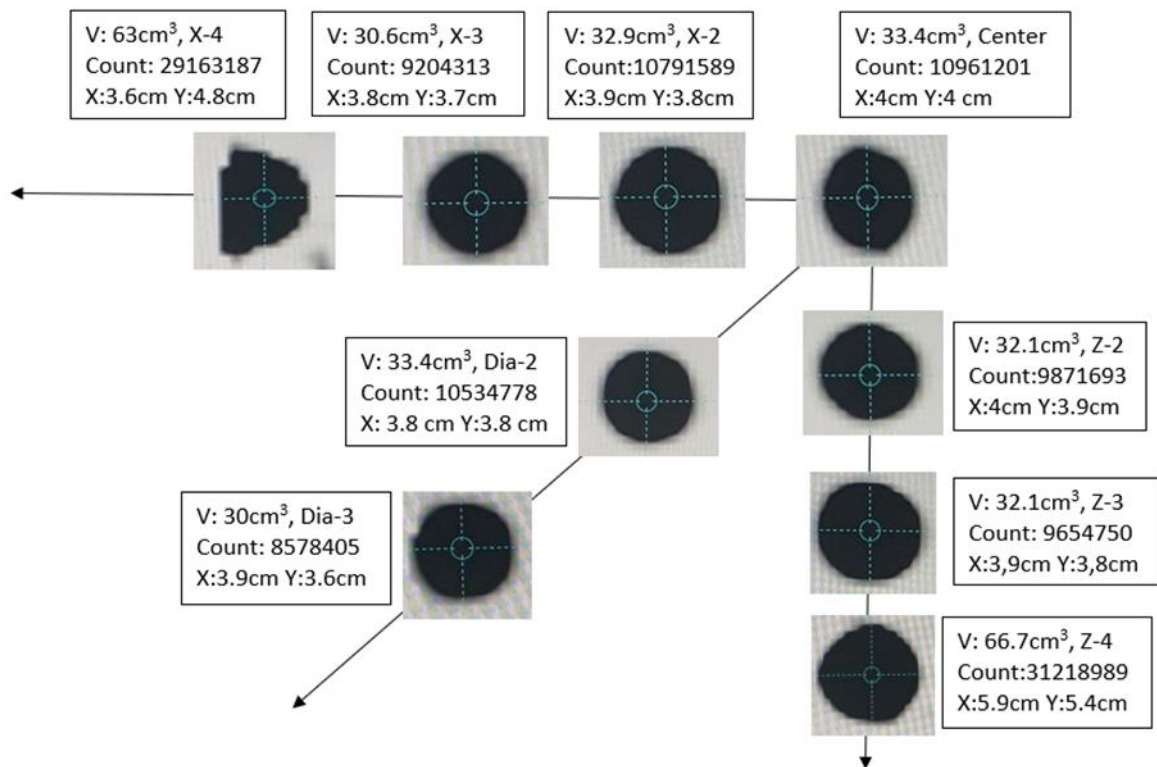 V: 63cm³, X-4
Count: 29163187
X:3.6cm Y:4.8cm
V: 30.6cm³, X-3
Count: 9204313
X:3.8cm Y:3.7cm
V: 32.9cm³, X-2
Count:10791589
X:3.9cm Y:3.8cm
V: 33.4cm³, Center
Count: 10961201
X:4cm Y:4 cm
V: 33.4cm³, Dia-2
Count: 10534778
X: 3.8 cm Y:3.8 cm
V: 32.1cm³, Z-2
Count:9871693
X:4cm Y:3.9cm
V: 30cm³, Dia-3
Count: 8578405
X:3.9cm Y:3.6cm
V: 32.1cm³, Z-3
Count: 9654750
X:3,9cm Y:3,8cm
V: 66.7cm³, Z-4
Count:31218989
X:5.9cm Y:5.4cm